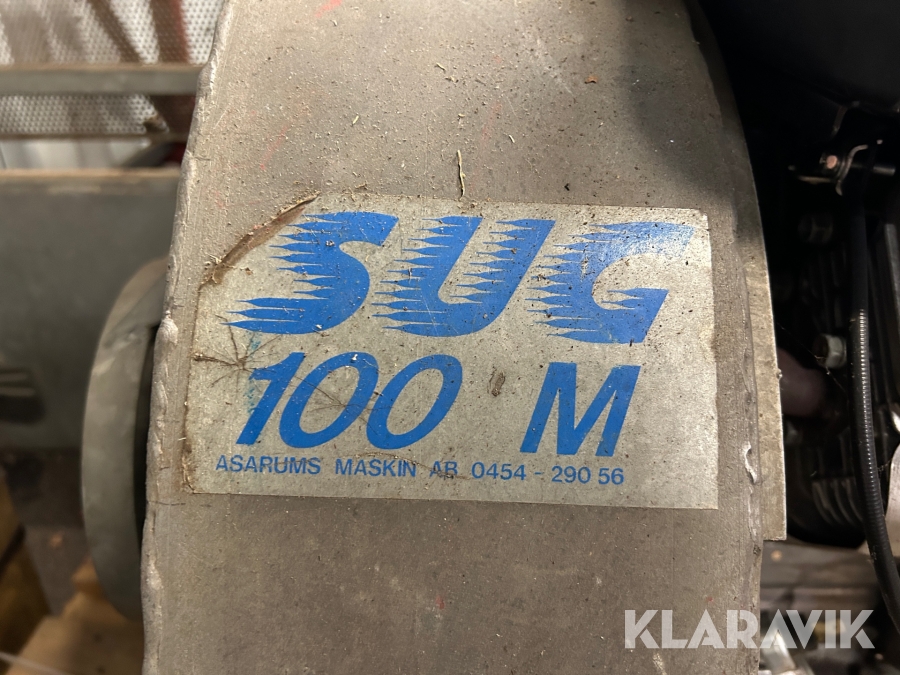 SUG
100 M
ASARUMS MASKIN AB 0454 - 290 56
KLARAVIK